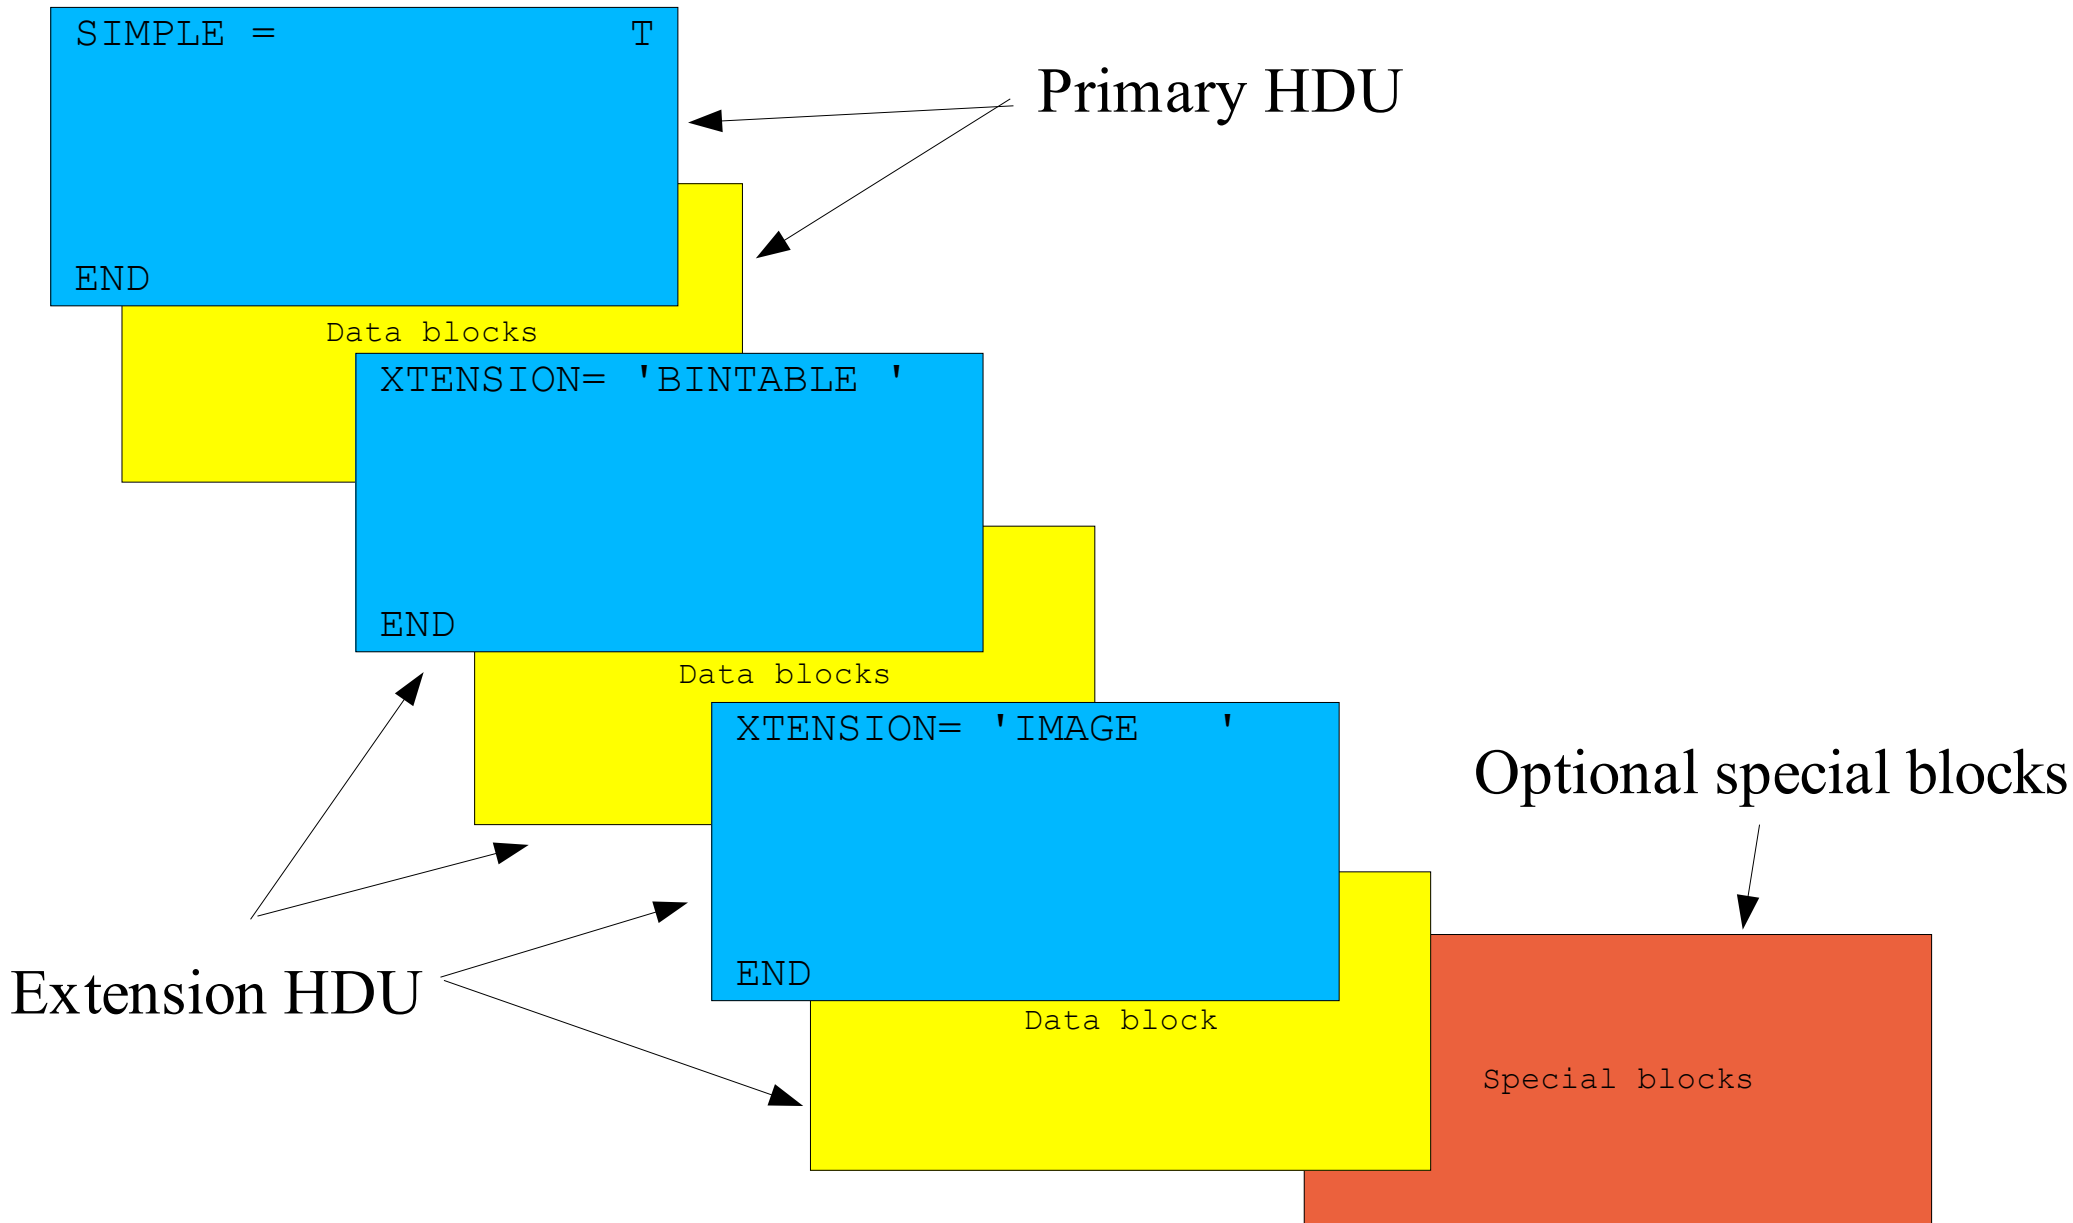 SIMPLE = T
Primary HDU
END
Data blocks
XTENSION= 'BINTABLE '
END
Data blocks
XTENSION= 'IMAGE   '
Optional special blocks
END
Extension HDU
Data block
Special blocks